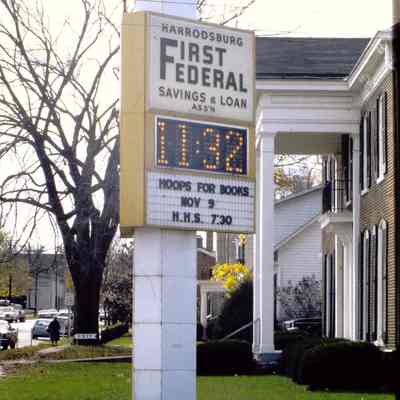 HARRODSBURG
FIRST
FEDERAL
SAVINGS & LOAN
ASS'N
11:32
HOOPS FOR BOOKS
NOV 9
H.H.S. 7:30